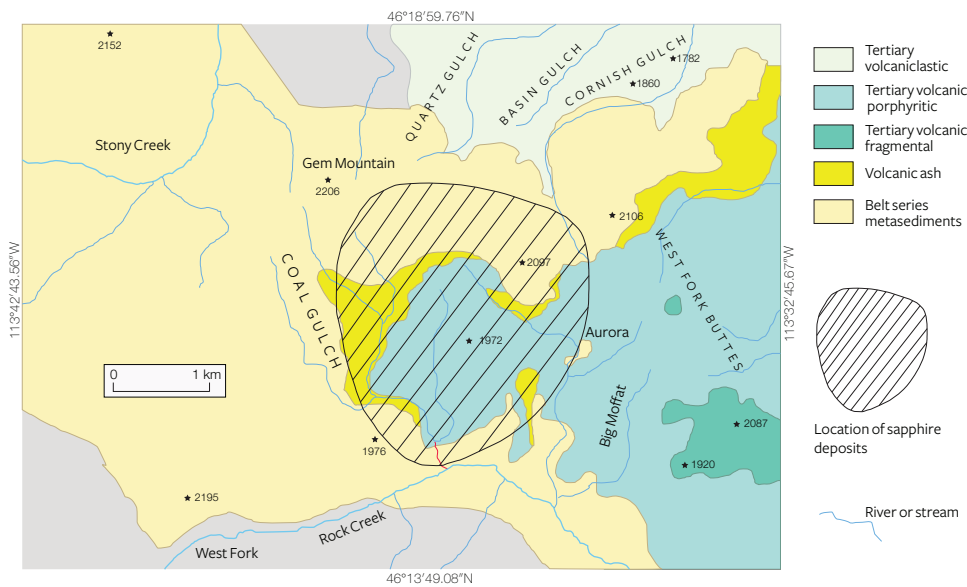 46°18′59.76″N
2152
QUARTZ GULCH
BASIN GULCH
CORNISH GULCH
1782
1860
Stony Creek
Gem Mountain
2206
2106
113°42′43.56″W
COAL GULCH
2097
WEST FORK BUTTES
113°32′45.67″W
1972
Aurora
0
1 km
Big Moffat
1976
2087
1920
2195
Rock Creek
West Fork
46°13′49.08″N
Tertiary
volcaniclastic
Tertiary volcanic
porphyritic
Tertiary volcanic
fragmental
Volcanic ash
Belt series
metasediments
Location of sapphire
deposits
River or stream